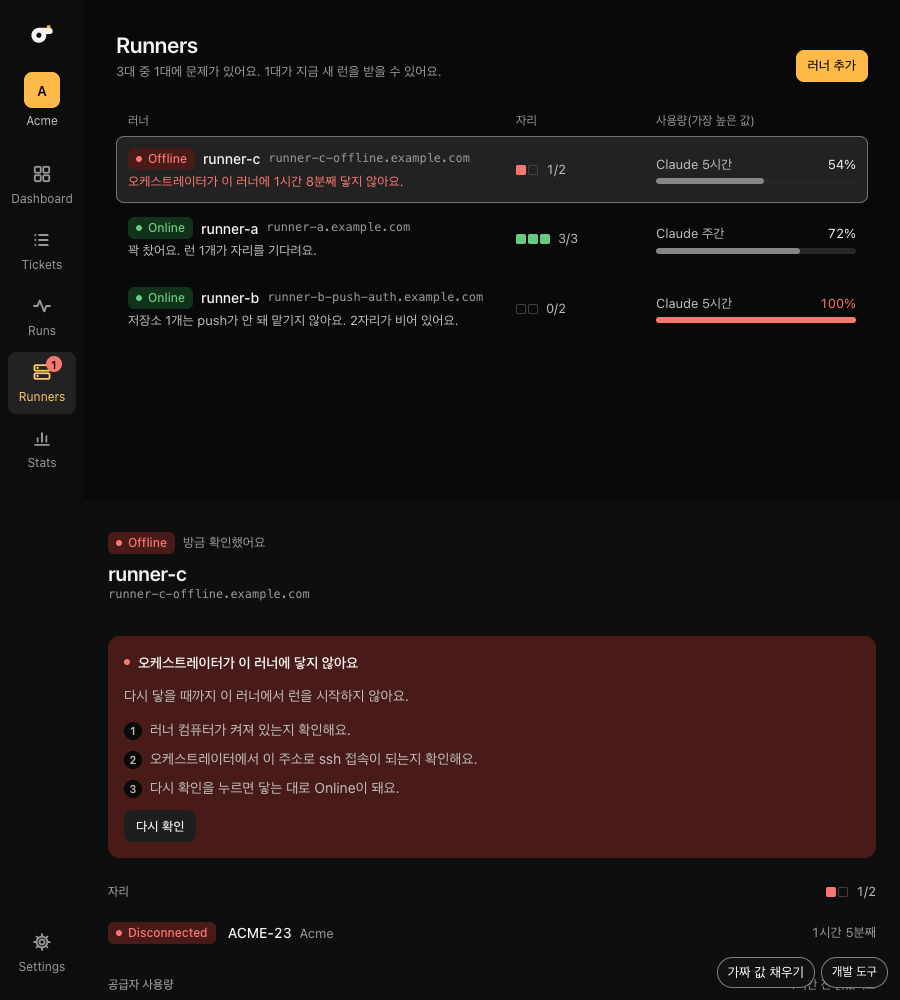 A
Acme
Dashboard
Tickets
Runs
1
Runners
Stats
Settings
Runners
3대 중 1대에 문제가 있어요. 1대가 지금 새 런을 받을 수 있어요.
러너 추가
러너 자리 사용량(가장 높은 값)
Offline runner-c runner-c-offline.example.com
오케스트레이터가 이 러너에 1시간 8분째 닿지 않아요.
1/2
Claude 5시간 54%
Online runner-a runner-a.example.com
꽉 찼어요. 런 1개가 자리를 기다려요.
3/3
Claude 주간 72%
Online runner-b runner-b-push-auth.example.com
저장소 1개는 push가 안 돼 맡기지 않아요. 2자리가 비어 있어요.
0/2
Claude 5시간 100%
Offline 방금 확인했어요
runner-c
runner-c-offline.example.com
오케스트레이터가 이 러너에 닿지 않아요
다시 닿을 때까지 이 러너에서 런을 시작하지 않아요.
1 러너 컴퓨터가 켜져 있는지 확인해요.
2 오케스트레이터에서 이 주소로 ssh 접속이 되는지 확인해요.
3 다시 확인을 누르면 닿는 대로 Online이 돼요.
다시 확인
자리 1/2
Disconnected ACME-23 Acme 1시간 5분째
공급자 사용량
가짜 값 채우기 개발 도구